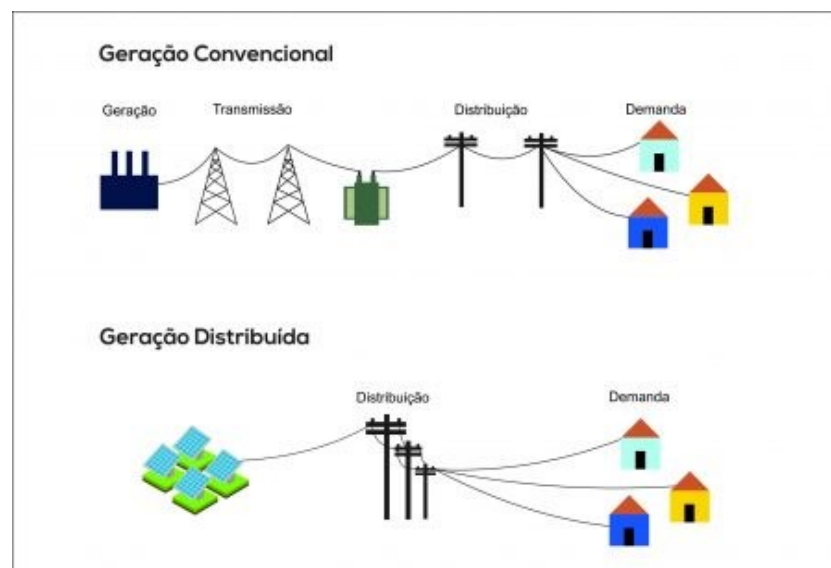 Geração Convencional
Geração Transmissão Distribuição Demanda
Geração Distribuída
Distribuição Demanda